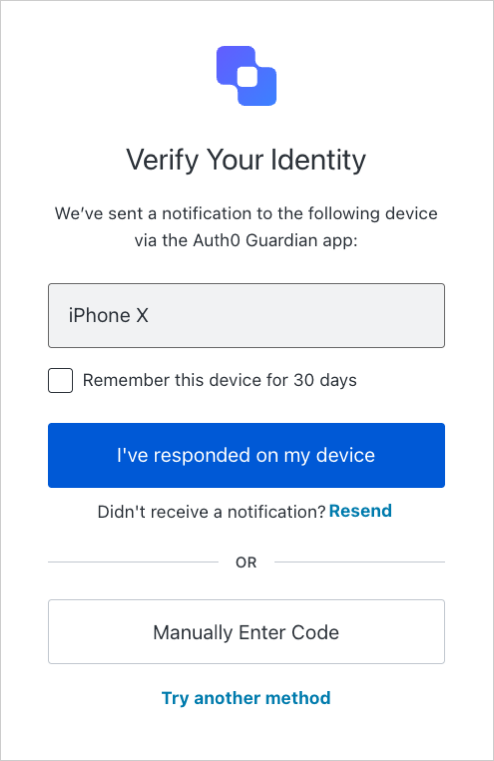 Verify Your Identity
We’ve sent a notification to the following device
via the Auth0 Guardian app:
iPhone X
Remember this device for 30 days
I've responded on my device
Didn't receive a notification? Resend
OR
Manually Enter Code
Try another method